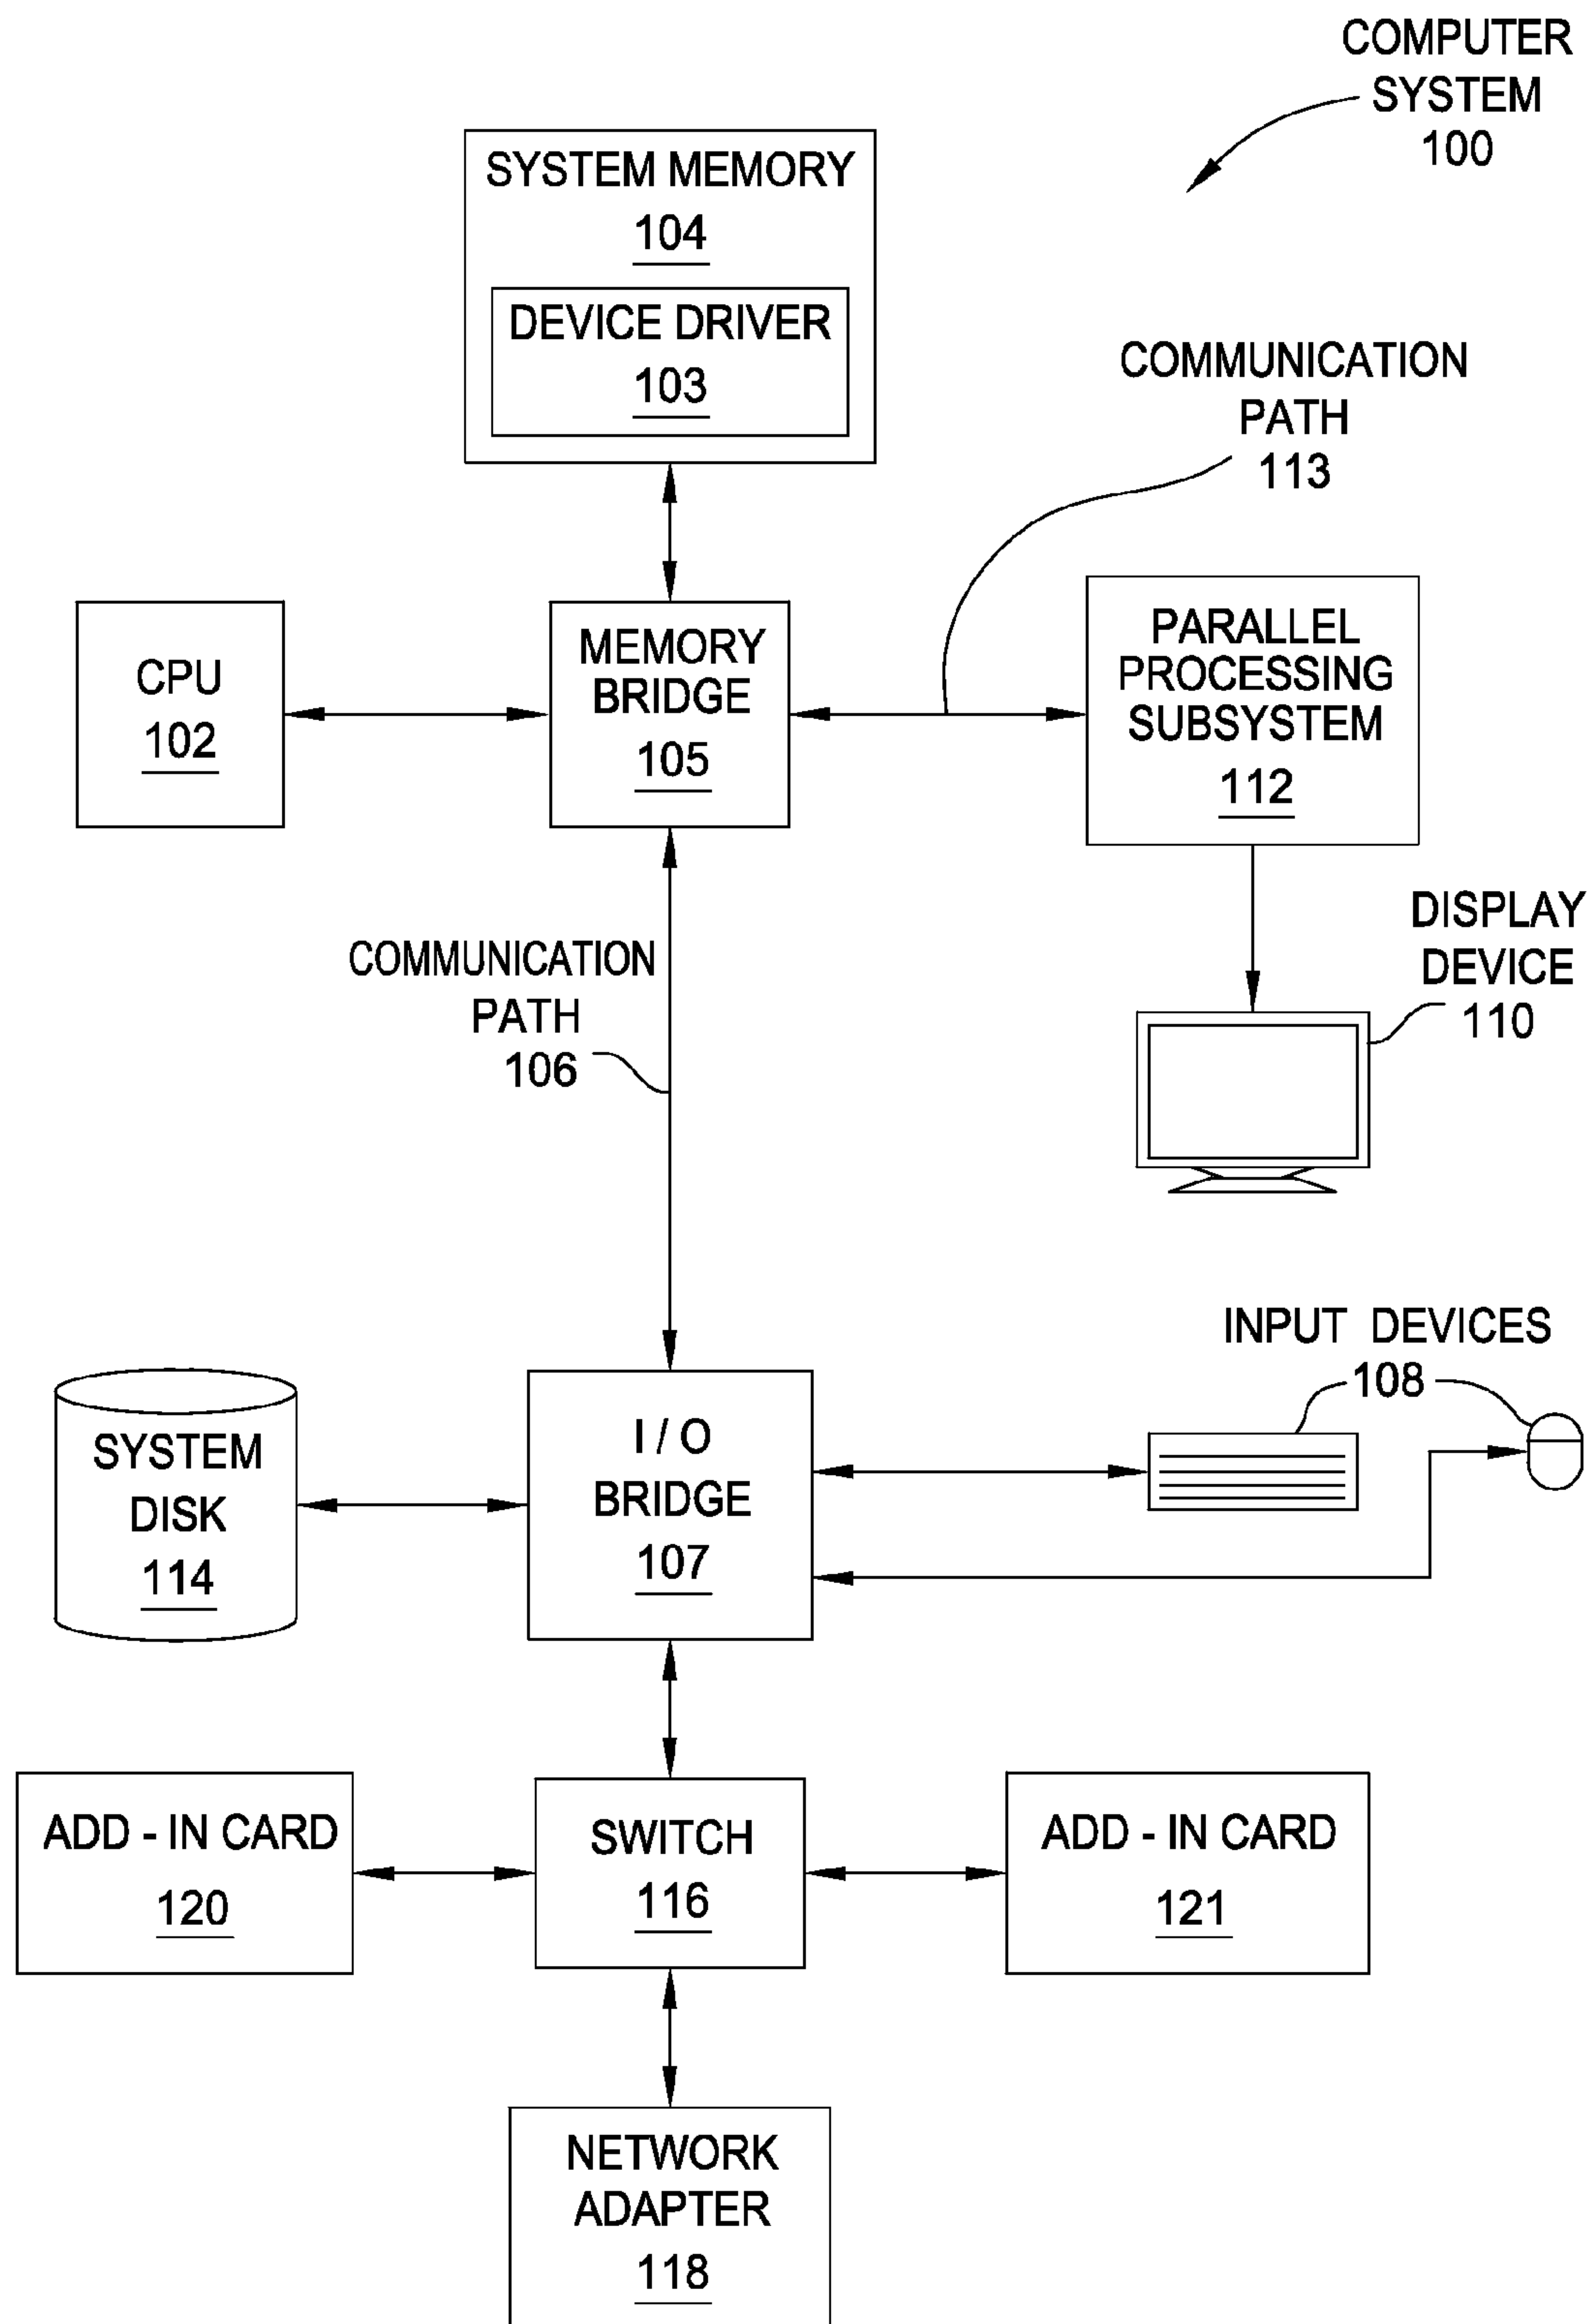 COMPUTER
SYSTEM
100
SYSTEM MEMORY
104
DEVICE DRIVER
103
COMMUNICATION
PATH
113
CPU
102
MEMORY
BRIDGE
105
PARALLEL
PROCESSING
SUBSYSTEM
112
COMMUNICATION
PATH
106
DISPLAY
DEVICE
110
INPUT DEVICES
108
SYSTEM
DISK
114
I / O
BRIDGE
107
ADD - IN CARD
120
SWITCH
116
ADD - IN CARD
121
NETWORK
ADAPTER
118